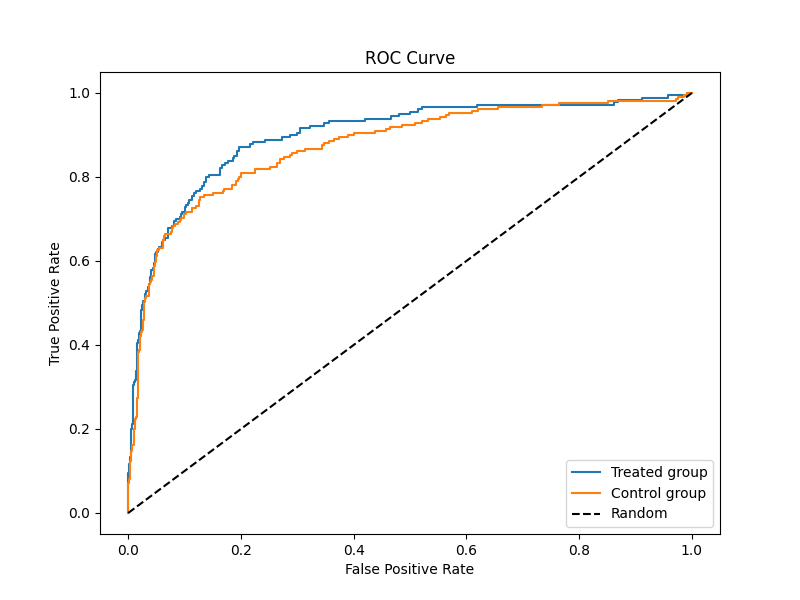 ROC Curve
True Positive Rate
1.0
0.8
0.6
0.4
0.2
0.0
0.0 0.2 0.4 0.6 0.8 1.0
False Positive Rate
Treated group
Control group
Random